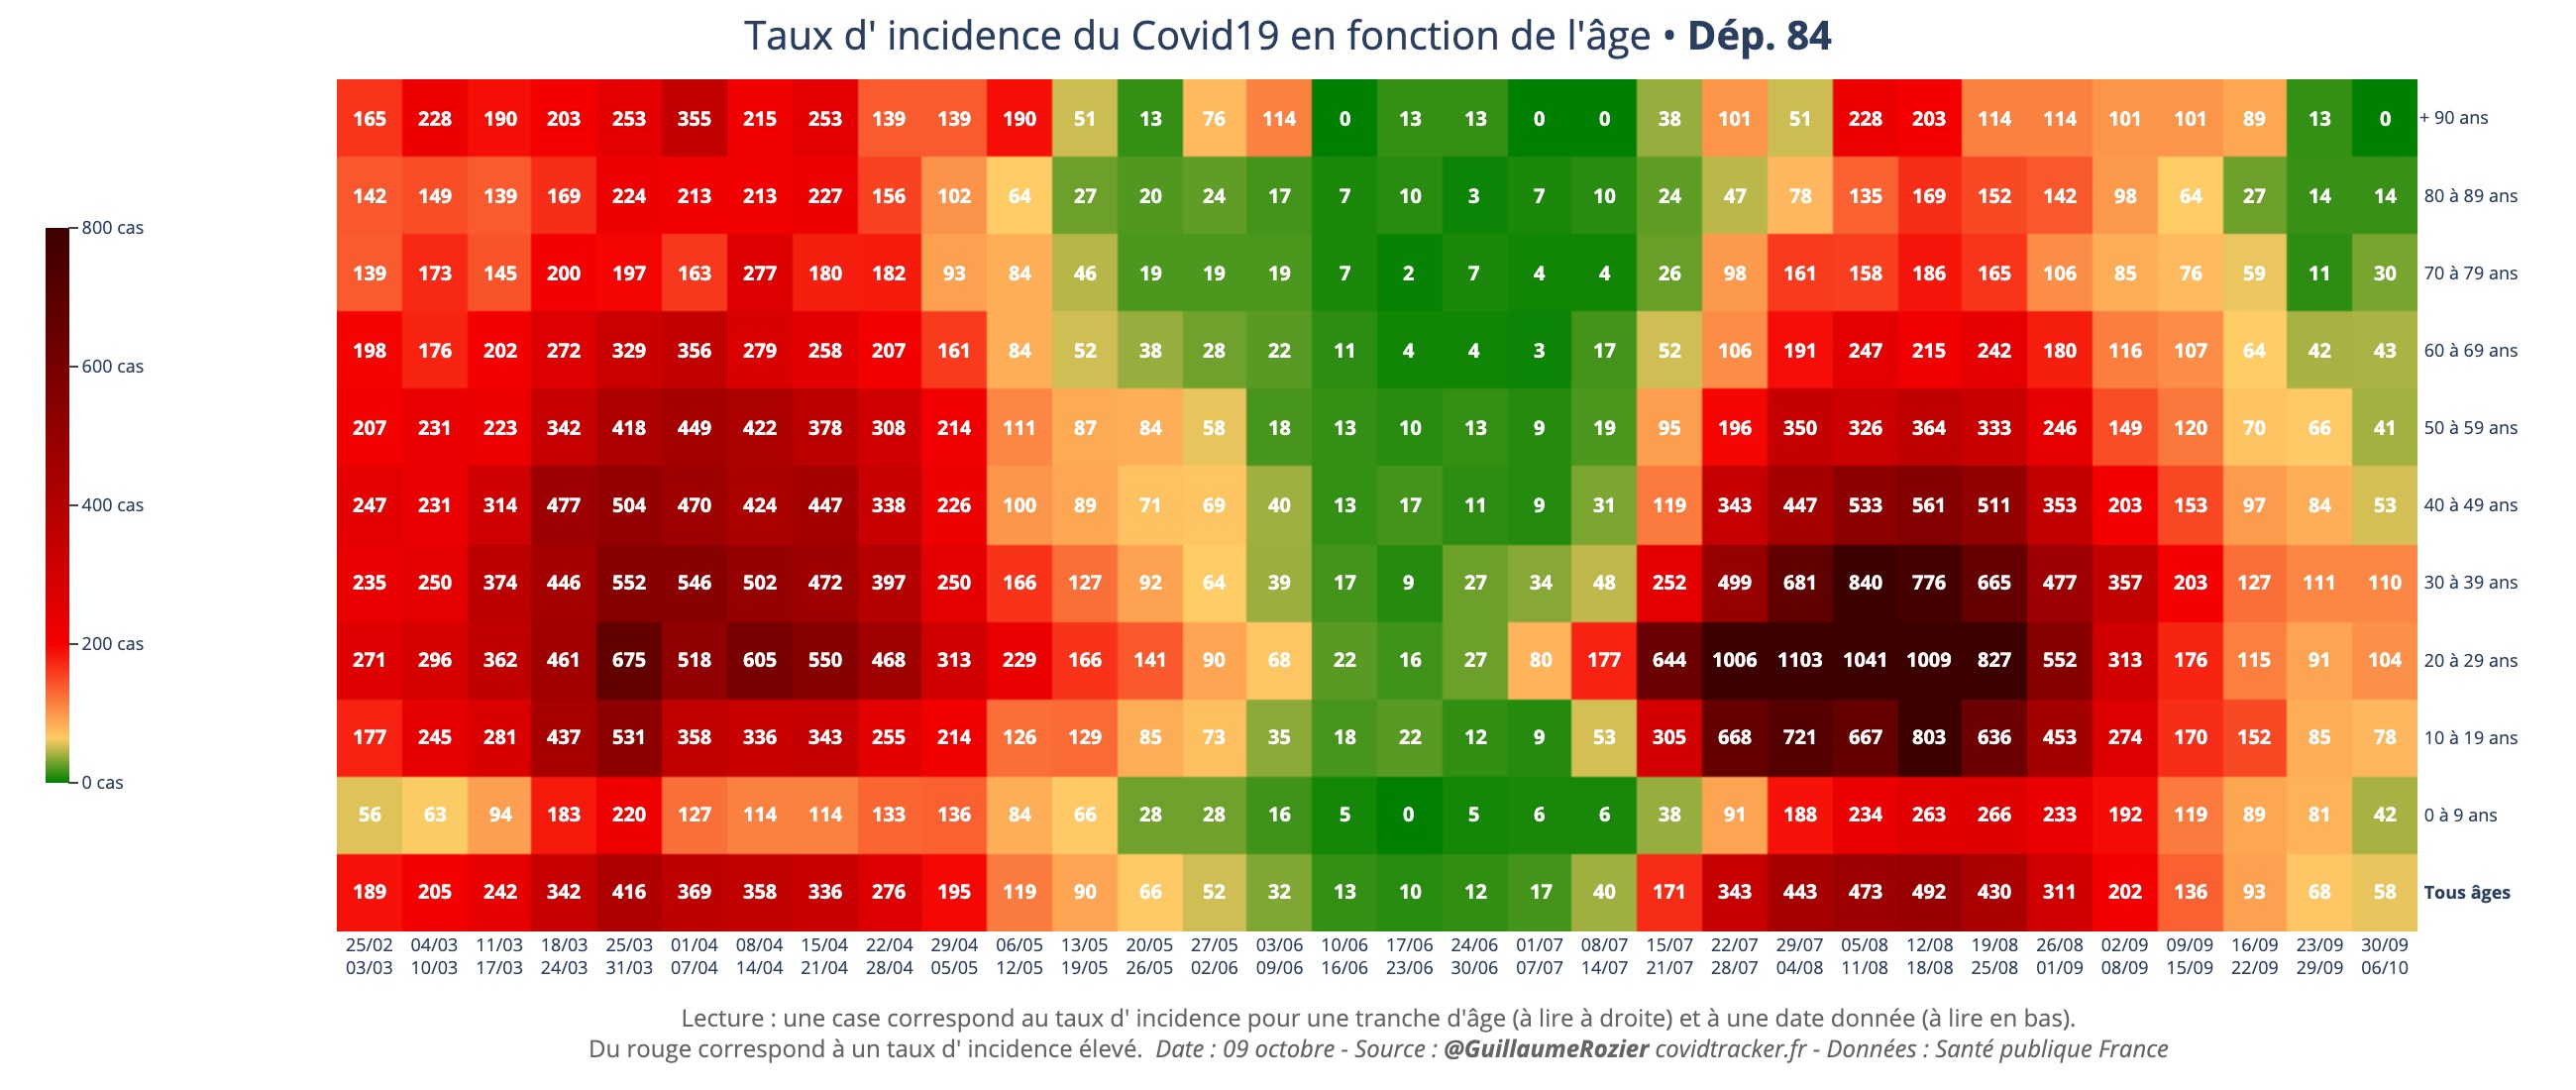 Taux d' incidence du Covid19 en fonction de l'âge • Dép. 84
165 228 190 203 253 355 215 253 139 139 190 51 13 76 114 0 13 13 0 0 38 101 51 228 203 114 114 101 101 89 13 0 + 90 ans
142 149 139 169 224 213 213 227 156 102 64 27 20 24 17 7 10 3 7 10 24 47 78 135 169 152 142 98 64 27 14 14 80 à 89 ans
800 cas
139 173 145 200 197 163 277 180 182 93 84 46 19 19 19 7 2 7 4 4 26 98 161 158 186 165 106 85 76 59 11 30 70 à 79 ans
198 176 202 272 329 356 279 258 207 161 84 52 38 28 22 11 4 4 3 17 52 106 191 247 215 242 180 116 107 64 42 43 60 à 69 ans
600 cas
207 231 223 342 418 449 422 378 308 214 111 87 84 58 18 13 10 13 9 19 95 196 350 326 364 333 246 149 120 70 66 41 50 à 59 ans
400 cas
247 231 314 477 504 470 424 447 338 226 100 89 71 69 40 13 17 11 9 31 119 343 447 533 561 511 353 203 153 97 84 53 40 à 49 ans
235 250 374 446 552 546 502 472 397 250 166 127 92 64 39 17 9 27 34 48 252 499 681 840 776 665 477 357 203 127 111 110 30 à 39 ans
200 cas
271 296 362 461 675 518 605 550 468 313 229 166 141 90 68 22 16 27 80 177 644 1006 1103 1041 1009 827 552 313 176 115 91 104 20 à 29 ans
177 245 281 437 531 358 336 343 255 214 126 129 85 73 35 18 22 12 9 53 305 668 721 667 803 636 453 274 170 152 85 78 10 à 19 ans
0 cas
56 63 94 183 220 127 114 114 133 136 84 66 28 28 16 5 0 5 6 6 38 91 188 234 263 266 233 192 119 89 81 42 0 à 9 ans
189 205 242 342 416 369 358 336 276 195 119 90 66 52 32 13 10 12 17 40 171 343 443 473 492 430 311 202 136 93 68 58 Tous âges
25/02 04/03 11/03 18/03 25/03 01/04 08/04 15/04 22/04 29/04 06/05 13/05 20/05 27/05 03/06 10/06 17/06 24/06 01/07 08/07 15/07 22/07 29/07 05/08 12/08 19/08 26/08 02/09 09/09 16/09 23/09 30/09
03/03 10/03 17/03 24/03 31/03 07/04 14/04 21/04 28/04 05/05 12/05 19/05 26/05 02/06 09/06 16/06 23/06 30/06 07/07 14/07 21/07 28/07 04/08 11/08 18/08 25/08 01/09 08/09 15/09 22/09 29/09 06/10
Lecture : une case correspond au taux d' incidence pour une tranche d'âge (à lire à droite) et à une date donnée (à lire en bas).
Du rouge correspond à un taux d' incidence élevé. Date : 09 octobre - Source : @GuillaumeRozier covidtracker.fr - Données : Santé publique France